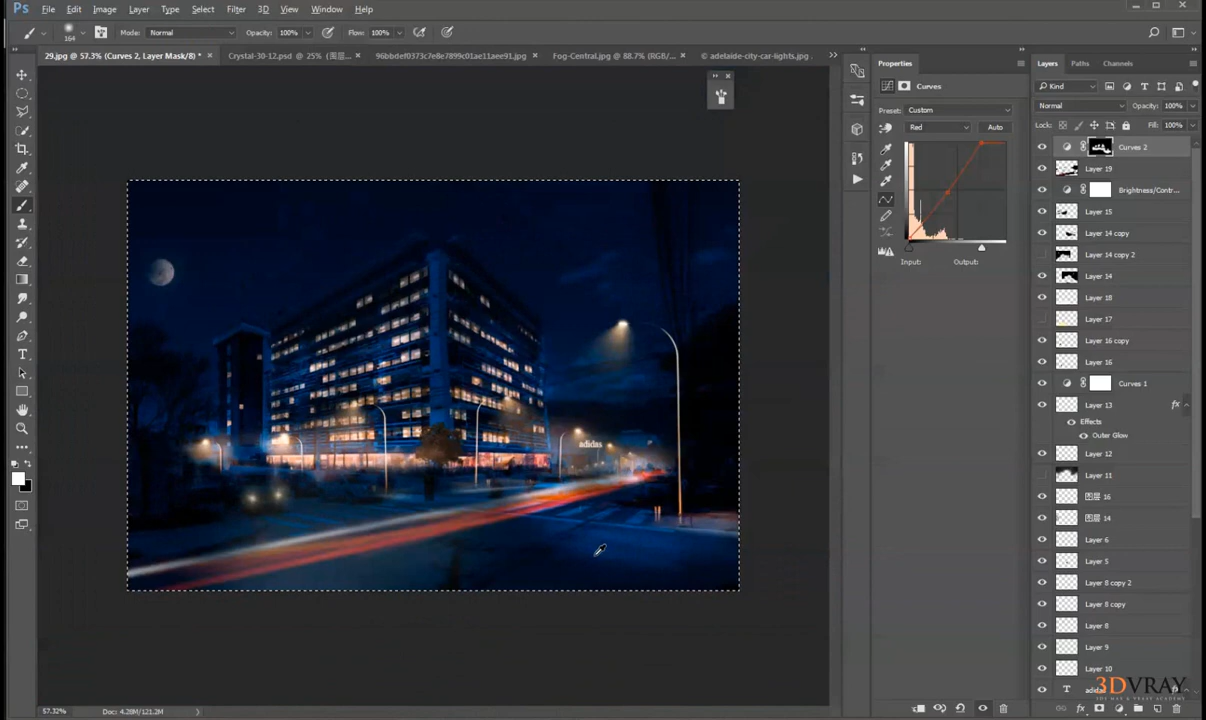 Ps File Edit Image Layer Type Select Filter 3D View Window Help
164 Mode: Normal Opacity: 100% Flow: 100%
29.jpg @ 57.3% (Curves 2, Layer Mask/8) * × Crystal-30-12.psd @ 25% (图层... × 96bbdef0373c7e8e7899c01ae11aee91.jpg × Fog-Central.jpg @ 88.7% (RGB/... × © adelaide-city-car-lights.jpg
Properties
Curves
Preset: Custom
Red Auto
Input: Output:
Layers Paths Channels
Kind
Normal Opacity: 100%
Lock: Fill: 100%
Curves 2
Layer 19
Brightness/Contr...
Layer 15
Layer 14 copy
Layer 14 copy 2
Layer 14
Layer 18
Layer 17
Layer 16 copy
Layer 16
Curves 1
Layer 13 fx
Effects
Outer Glow
Layer 12
Layer 11
图层 16
图层 14
Layer 6
Layer 5
Layer 8 copy 2
Layer 8 copy
Layer 8
Layer 9
Layer 10
T adidas
adidas
3DVRAY
57.32% Doc: 4.28M/121.2M